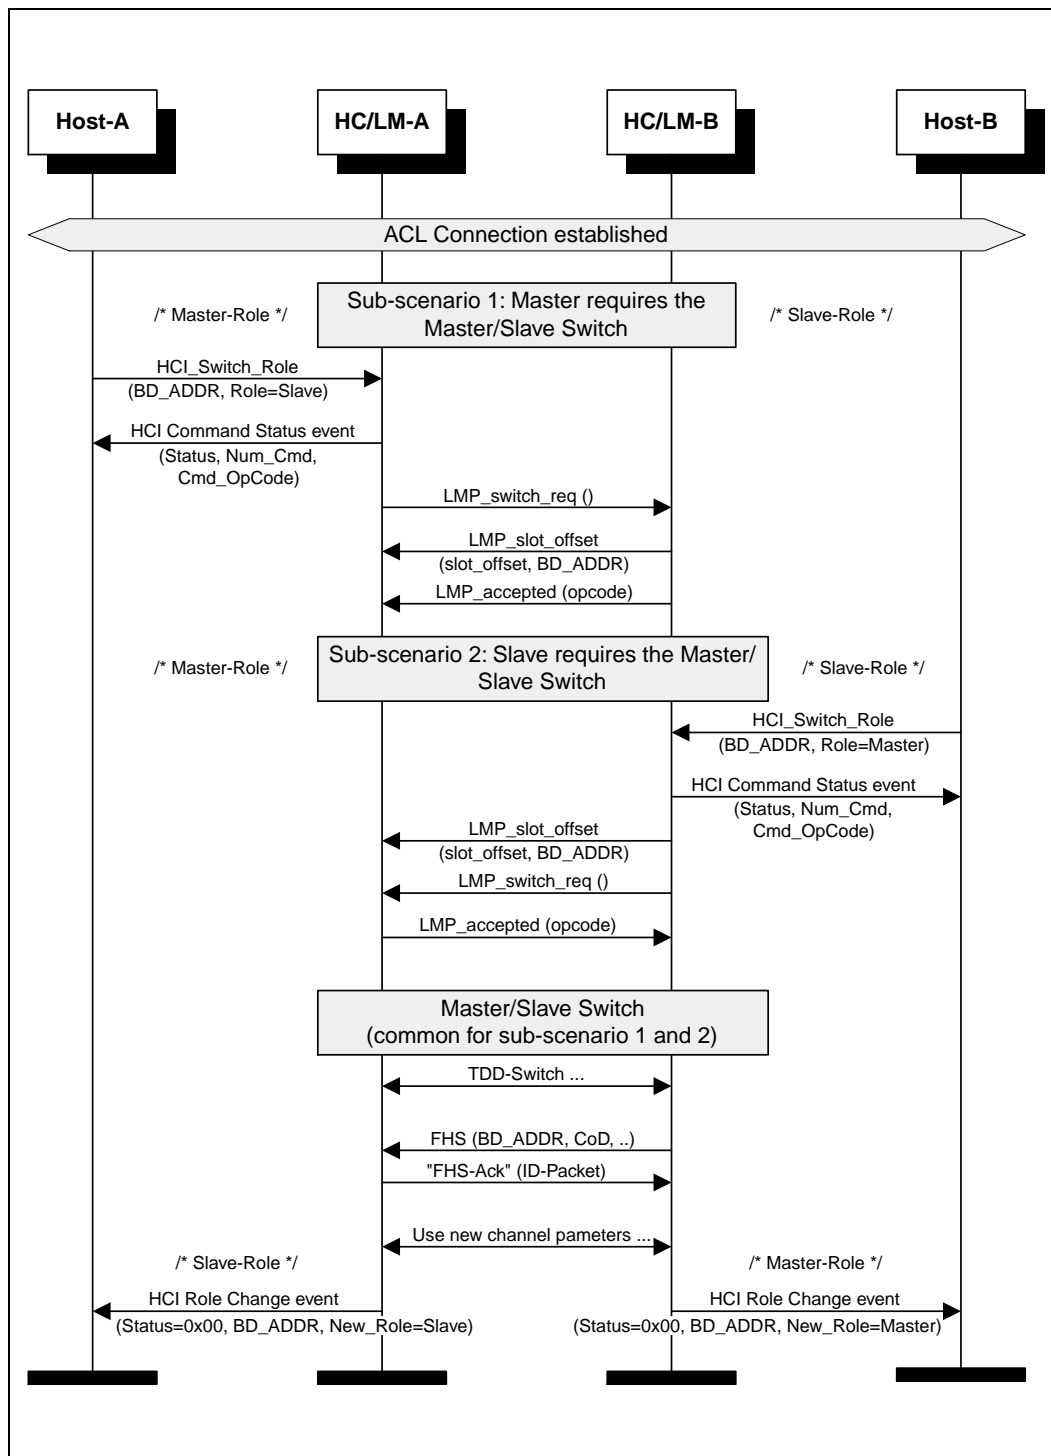 Host-A
HC/LM-A
HC/LM-B
Host-B
ACL Connection established
Sub-scenario 1: Master requires the
Master/Slave Switch
/* Master-Role */
/* Slave-Role */
HCI_Switch_Role
(BD_ADDR, Role=Slave)
HCI Command Status event
(Status, Num_Cmd,
Cmd_OpCode)
LMP_switch_req ()
LMP_slot_offset
(slot_offset, BD_ADDR)
LMP_accepted (opcode)
Sub-scenario 2: Slave requires the Master/
Slave Switch
/* Master-Role */
/* Slave-Role */
HCI_Switch_Role
(BD_ADDR, Role=Master)
HCI Command Status event
(Status, Num_Cmd,
Cmd_OpCode)
LMP_slot_offset
(slot_offset, BD_ADDR)
LMP_switch_req ()
LMP_accepted (opcode)
Master/Slave Switch
(common for sub-scenario 1 and 2)
TDD-Switch ...
FHS (BD_ADDR, CoD, ..)
"FHS-Ack" (ID-Packet)
Use new channel pameters ...
/* Slave-Role */
/* Master-Role */
HCI Role Change event
(Status=0x00, BD_ADDR, New_Role=Slave)
HCI Role Change event
(Status=0x00, BD_ADDR, New_Role=Master)